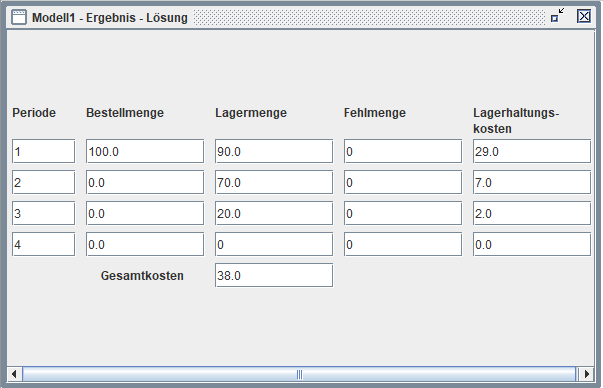 Modell1 - Ergebnis - Lösung
Periode Bestellmenge Lagermenge Fehlmenge Lagerhaltungs-
kosten
1 100.0 90.0 0 29.0
2 0.0 70.0 0 7.0
3 0.0 20.0 0 2.0
4 0.0 0 0 0.0
Gesamtkosten 38.0